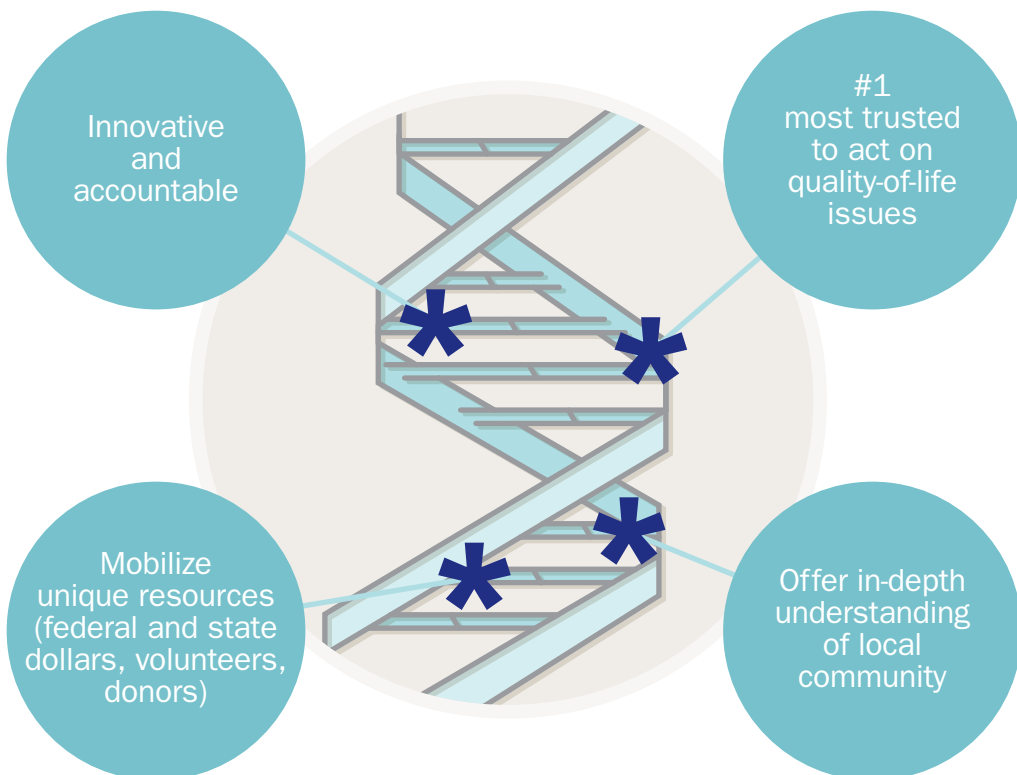 Innovative
and
accountable
#1
most trusted
to act on
quality-of-life
issues
Mobilize
unique resources
(federal and state
dollars, volunteers,
donors)
Offer in-depth
understanding
of local
community